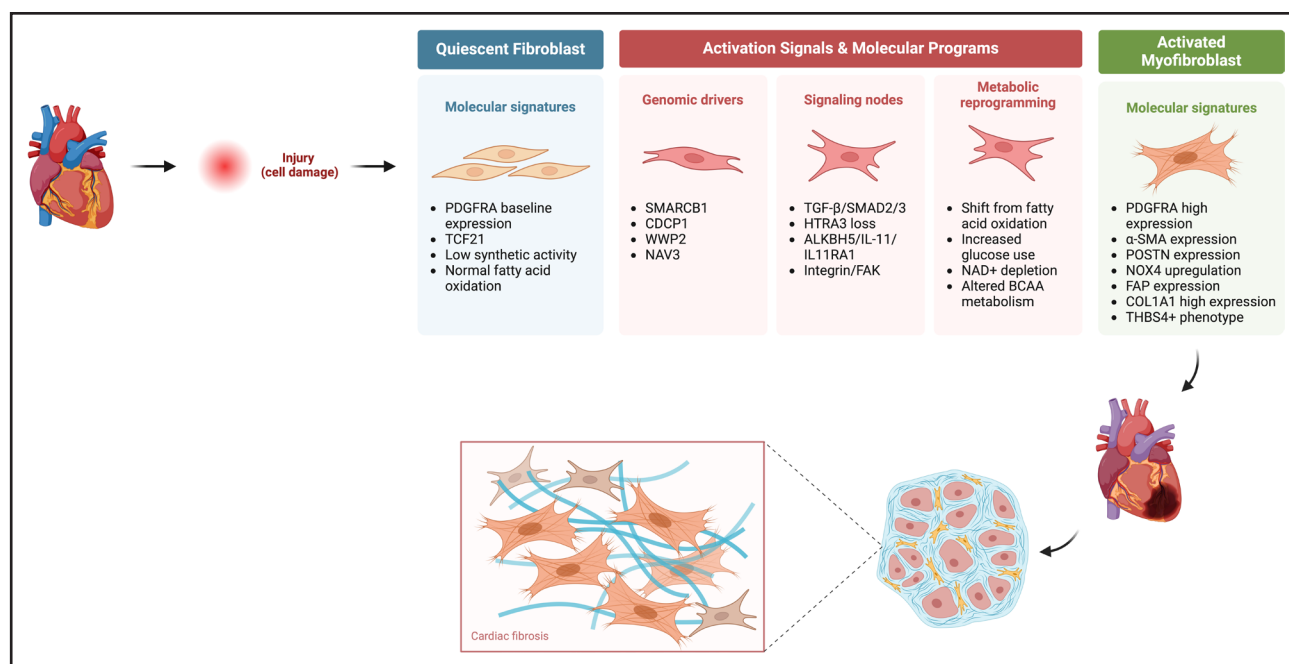 Quiescent Fibroblast
Activation Signals & Molecular Programs
Activated
Myofibroblast
Injury
(cell damage)
Molecular signatures
• PDGFRA baseline
expression
• TCF21
• Low synthetic activity
• Normal fatty acid
oxidation
Genomic drivers
• SMARCB1
• CDCP1
• WWP2
• NAV3
Signaling nodes
• TGF-β/SMAD2/3
• HTRA3 loss
• ALKBH5/IL-11/
IL11RA1
• Integrin/FAK
Metabolic
reprogramming
• Shift from fatty
acid oxidation
• Increased
glucose use
• NAD+ depletion
• Altered BCAA
metabolism
Molecular signatures
• PDGFRA high
expression
• α-SMA expression
• POSTN expression
• NOX4 upregulation
• FAP expression
• COL1A1 high expression
• THBS4+ phenotype
Cardiac fibrosis